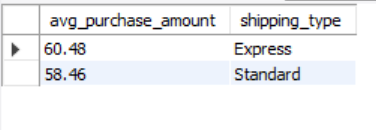 avg_purchase_amount shipping_type
60.48 Express
58.46 Standard